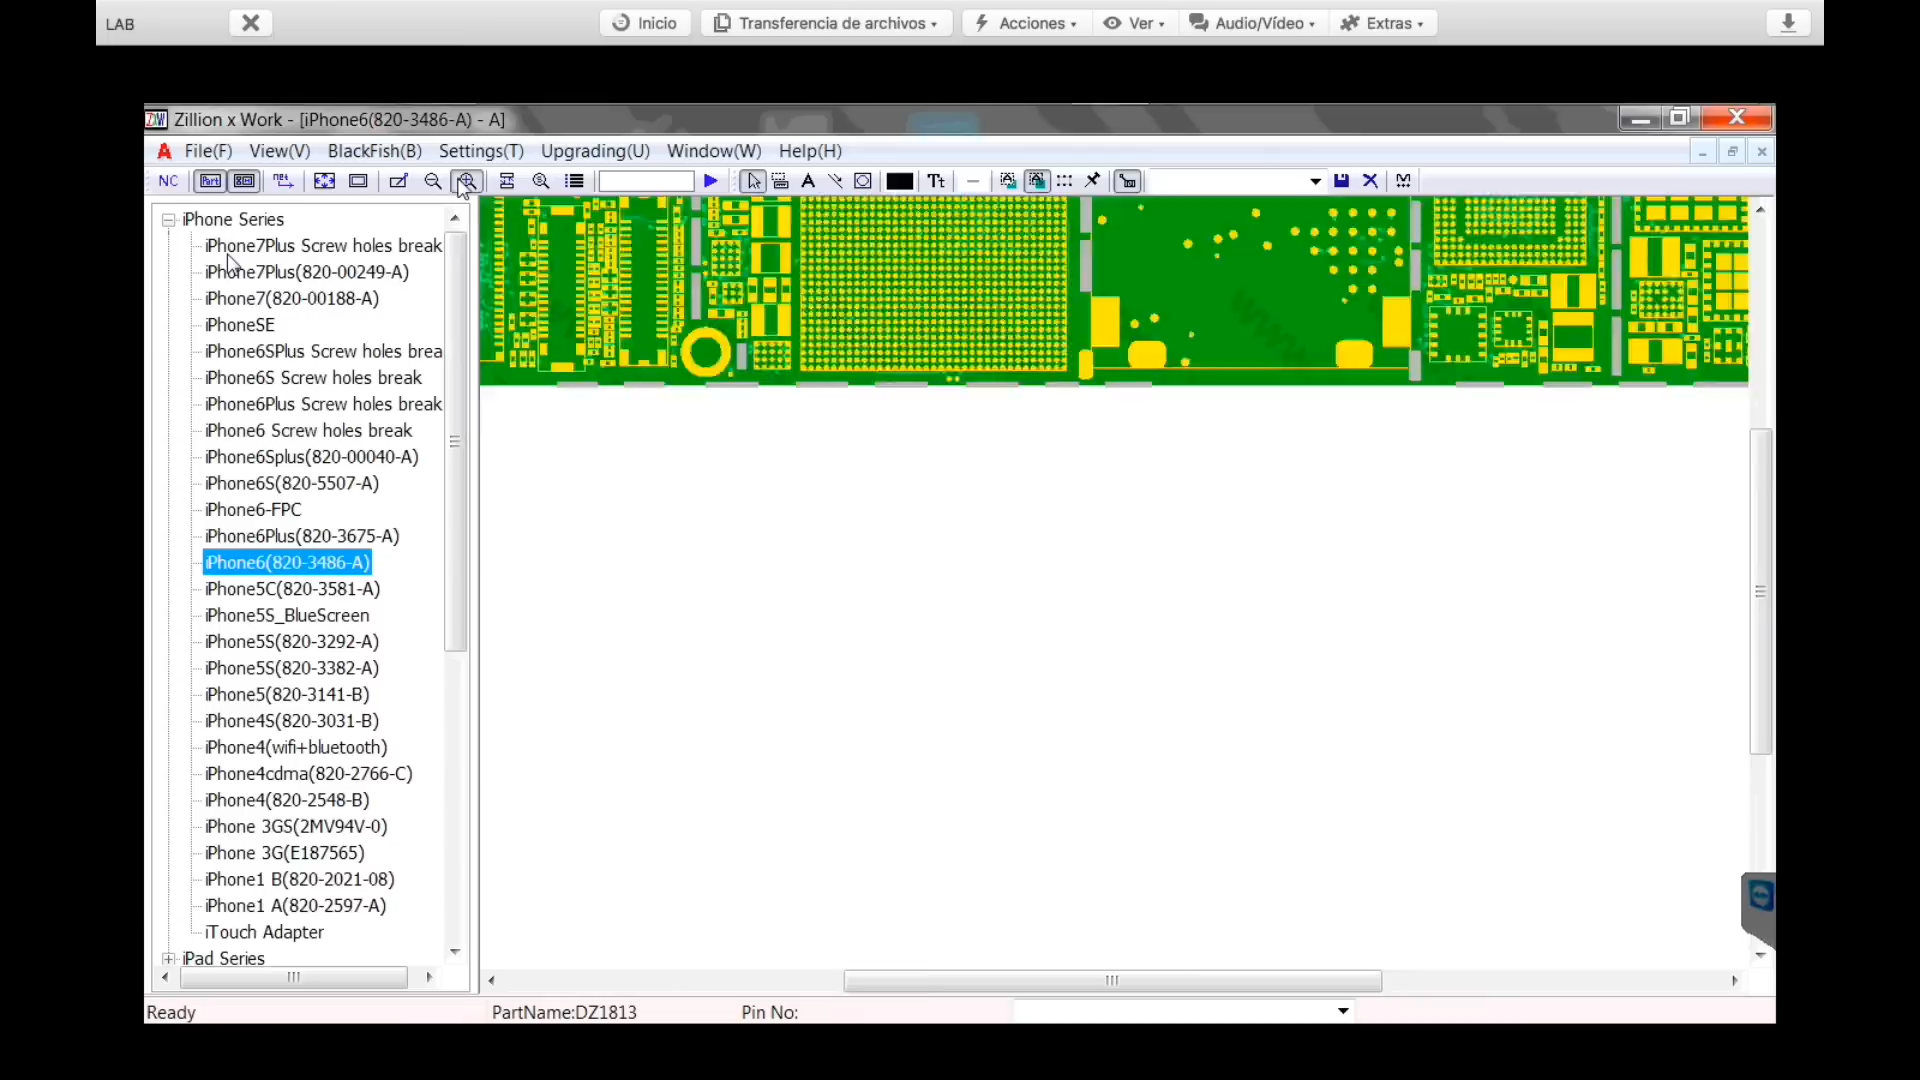 LAB
Inicio
Transferencia de archivos
Acciones
Ver
Audio/Vídeo
Extras
Zillion x Work - [iPhone6(820-3486-A) - A]
File(F)
View(V)
BlackFish(B)
Settings(T)
Upgrading(U)
Window(W)
Help(H)
NC
Part
net
A
Tt
iPhone Series
iPhone7Plus Screw holes break
iPhone7Plus(820-00249-A)
iPhone7(820-00188-A)
iPhoneSE
iPhone6SPlus Screw holes brea
iPhone6S Screw holes break
iPhone6Plus Screw holes break
iPhone6 Screw holes break
iPhone6Splus(820-00040-A)
iPhone6S(820-5507-A)
iPhone6-FPC
iPhone6Plus(820-3675-A)
iPhone6(820-3486-A)
iPhone5C(820-3581-A)
iPhone5S_BlueScreen
iPhone5S(820-3292-A)
iPhone5S(820-3382-A)
iPhone5(820-3141-B)
iPhone4S(820-3031-B)
iPhone4(wifi+bluetooth)
iPhone4cdma(820-2766-C)
iPhone4(820-2548-B)
iPhone 3GS(2MV94V-0)
iPhone 3G(E187565)
iPhone1 B(820-2021-08)
iPhone1 A(820-2597-A)
iTouch Adapter
iPad Series
Ready
PartName:DZ1813
Pin No: